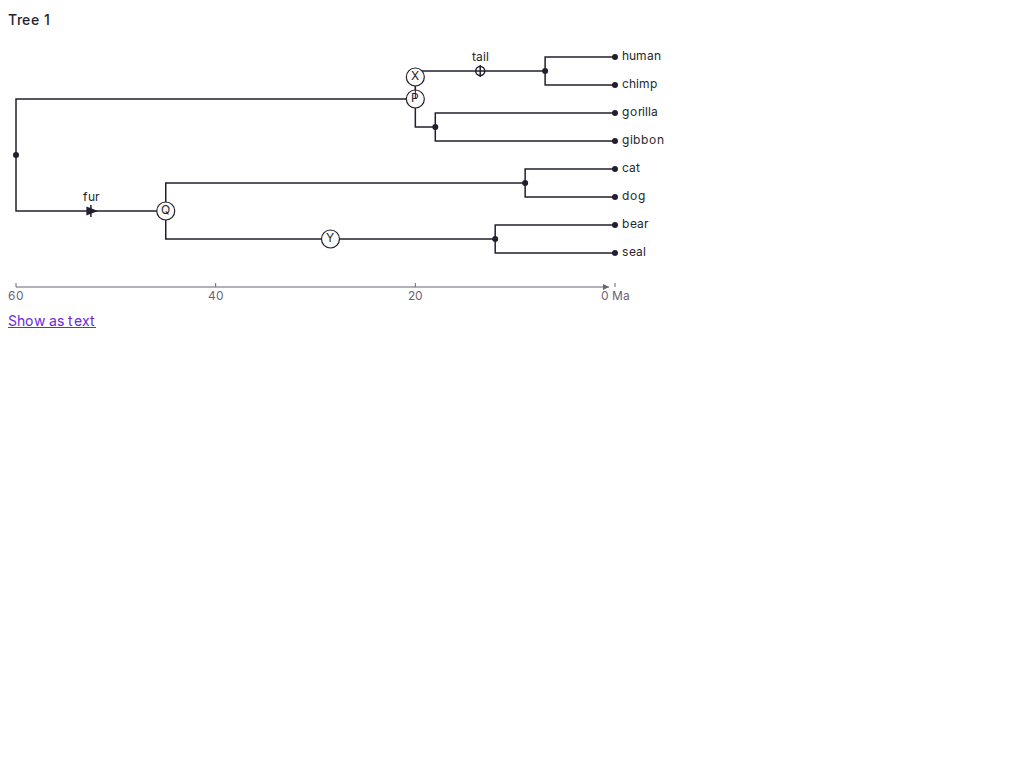 Tree 1
tail
human
X
chimp
P
gorilla
gibbon
cat
fur
dog
Q
bear
Y
seal
60 40 20 0 Ma
Show as text